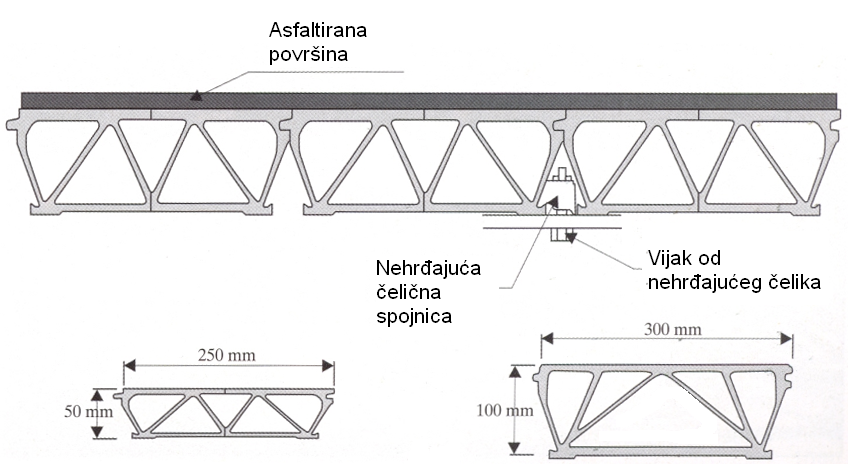 Asfaltirana
površina
Nehrđajuća
čelična
spojnica
Vijak od
nehrđajućeg čelika
250 mm
50 mm
300 mm
100 mm